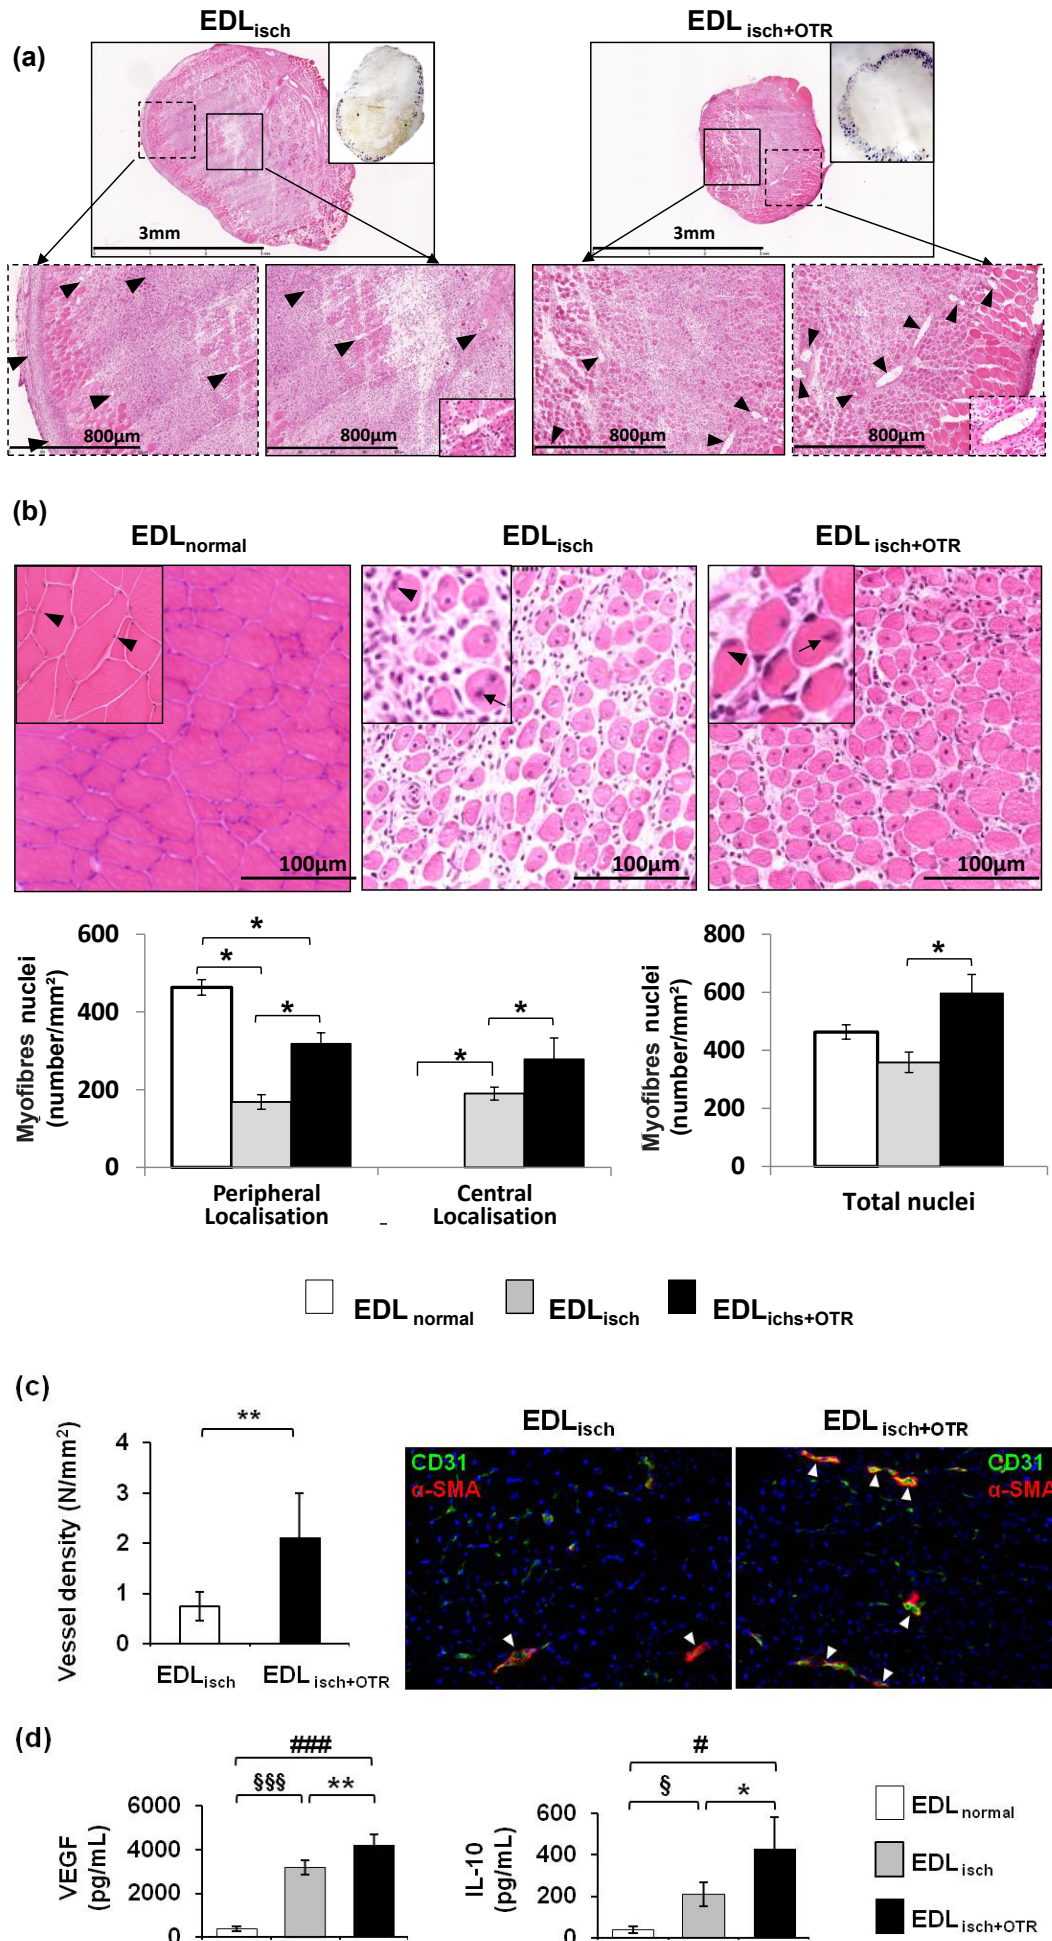 EDLisch
EDL isch+OTR
(a)
3mm
3mm
800µm
800µm
800µm
800µm
(b)
EDLnormal
EDLisch
EDL isch+OTR
100µm
100µm
100µm
Myofibres nuclei
(number/mm²)
600
400
200
0
*
*
*
*
*
Peripheral
Localisation
Central
Localisation
Myofibres nuclei
(number/mm²)
800
600
400
200
0
*
Total nuclei
EDL normal
EDLisch
EDLichs+OTR
(c)
Vessel density (N/mm²)
4
3
2
1
0
**
EDLisch
EDL isch+OTR
EDLisch
EDL isch+OTR
CD31
α-SMA
CD31
α-SMA
(d)
VEGF
(pg/mL)
6000
4000
2000
0
###
§§§
**
IL-10
(pg/mL)
600
400
200
0
#
§
*
EDL normal
EDL isch
EDL isch+OTR